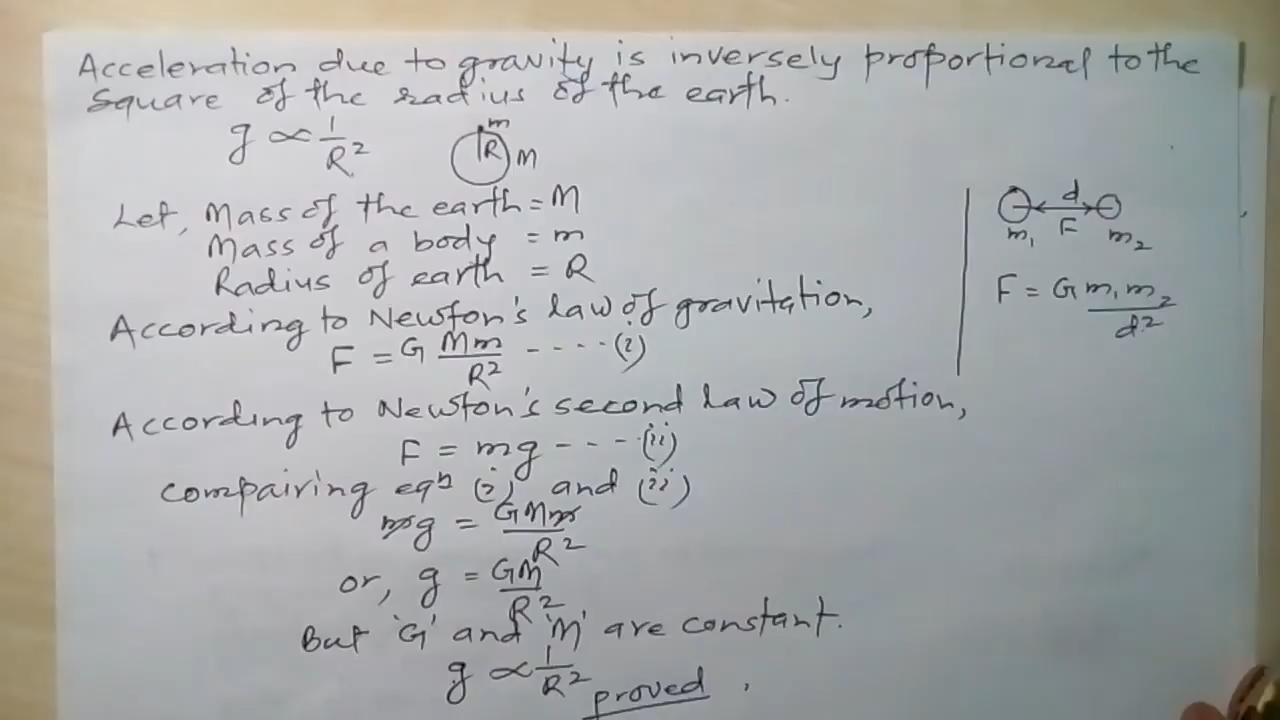 Acceleration due to gravity is inversely proportional to the
square of the radius of the earth.
g ∝ 1/R²
m
R M
Let, Mass of the earth = M
Mass of a body = m
Radius of earth = R
According to Newton's law of gravitation,
F = G Mm/R² - - - - (i)
According to Newton's second law of motion,
F = mg - - - (ii)
compairing eqⁿ (i) and (ii)
mg = GMm/R²
or, g = GM/R²
But 'G' and 'M' are constant.
g ∝ 1/R² proved.
d
F
m₁ m₂
F = G m₁ m₂/d²